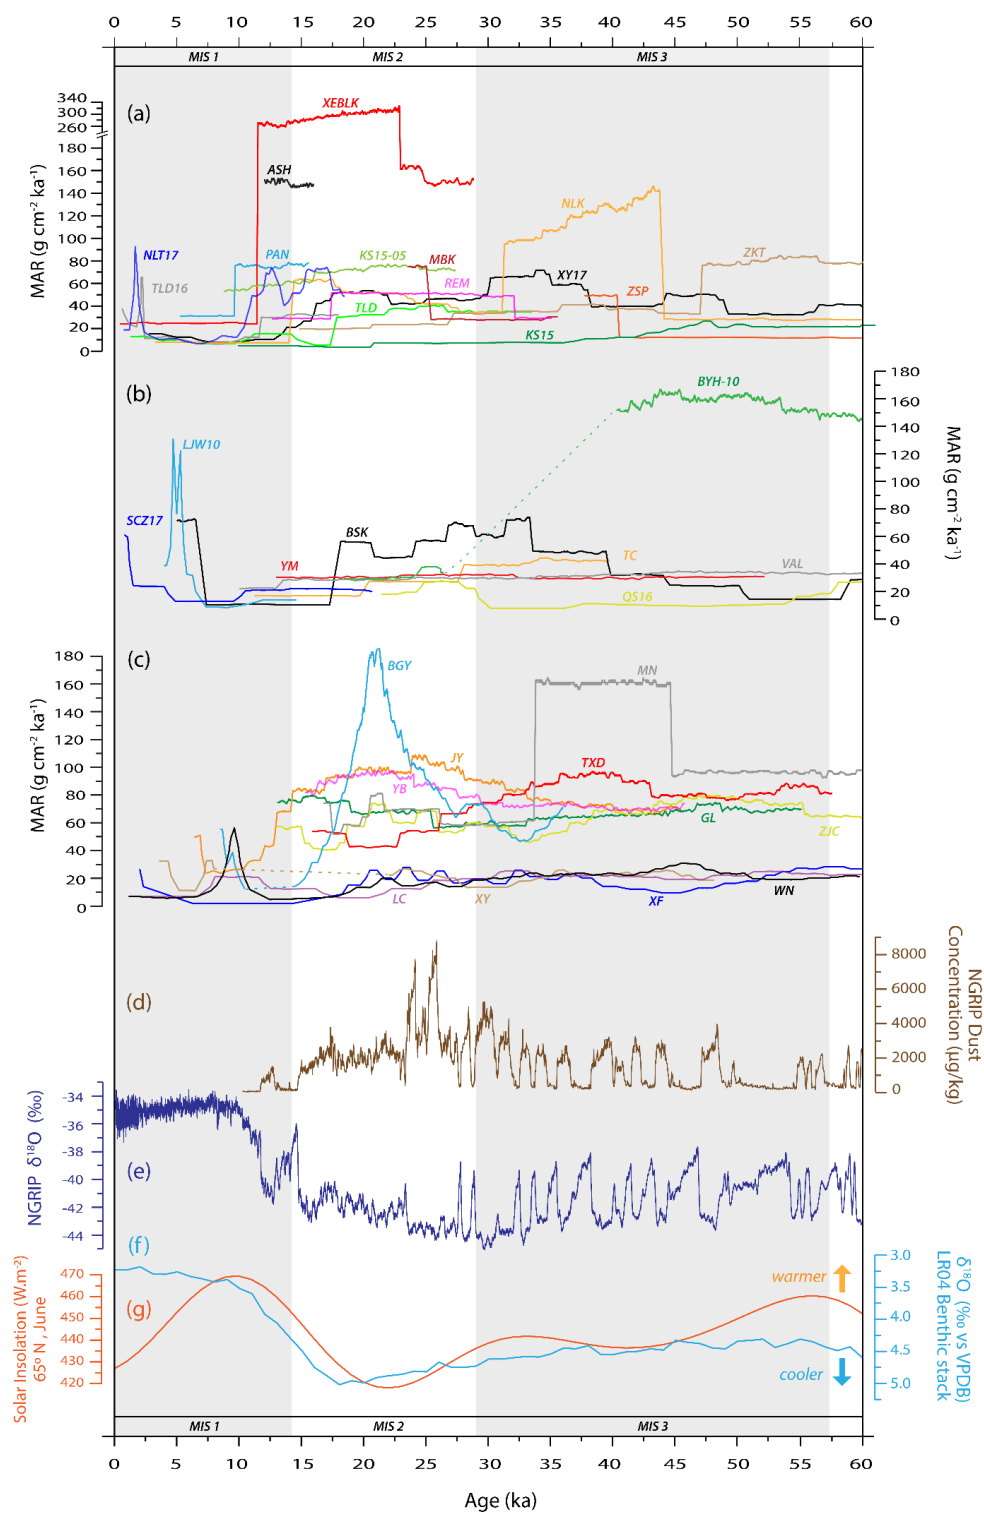 0 5 10 15 20 25 30 35 40 45 50 55 60
MIS 1 MIS 2 MIS 3
(a)
340
300
260
180
160
140
120
100
80
60
40
20
0
MAR (g cm⁻² ka⁻¹)
XEBLK
ASH
NLK
NLT17
PAN
KS15-05
MBK
ZKT
TLD16
REM
XY17
ZSP
TLD
KS15
(b)
180
160
140
120
100
80
60
40
20
0
MAR (g cm⁻² ka⁻¹)
BYH-10
LJW10
SCZ17
BSK
TC
YM
VAL
QS16
(c)
180
160
140
120
100
80
60
40
20
0
MAR (g cm⁻² ka⁻¹)
BGY
MN
JY
TXD
YB
GL
ZJC
LC
XY
XF
WN
(d)
8000
6000
4000
2000
0
NGRIP Dust
Concentration (µg/kg)
(e)
-34
-36
-38
-40
-42
-44
NGRIP δ¹⁸O (‰)
(f)
3.0
3.5
4.0
4.5
5.0
δ¹⁸O (‰ vs VPDB)
LR04 Benthic stack
warmer
cooler
(g)
470
460
450
440
430
420
Solar Insolation (W.m⁻²)
65º N , June
MIS 1 MIS 2 MIS 3
0 5 10 15 20 25 30 35 40 45 50 55 60
Age (ka)